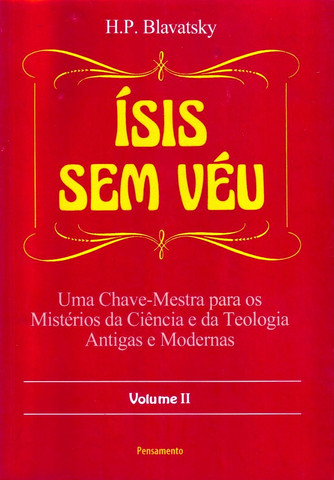 H.P. Blavatsky
ÍSIS
SEM VÉU
Uma Chave-Mestra para os
Mistérios da Ciência e da Teologia
Antigas e Modernas
Volume II
Pensamento